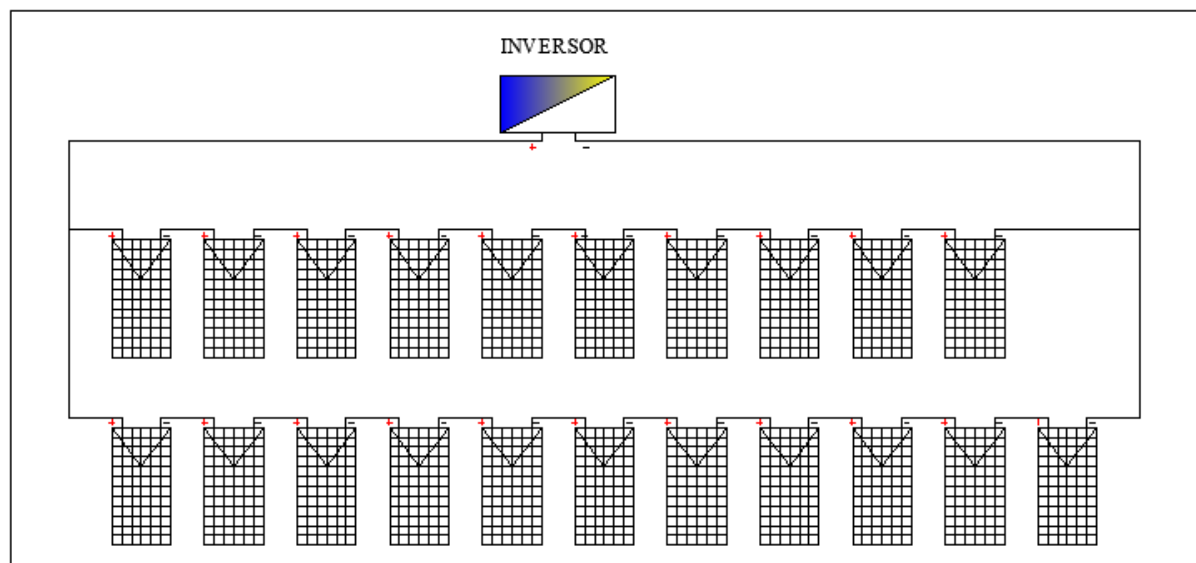 INVERSOR
+ -
+ - + - + - + - + - + - - + - + - + - + -
+ - + - + - + - + - + - + - + - + - + - -